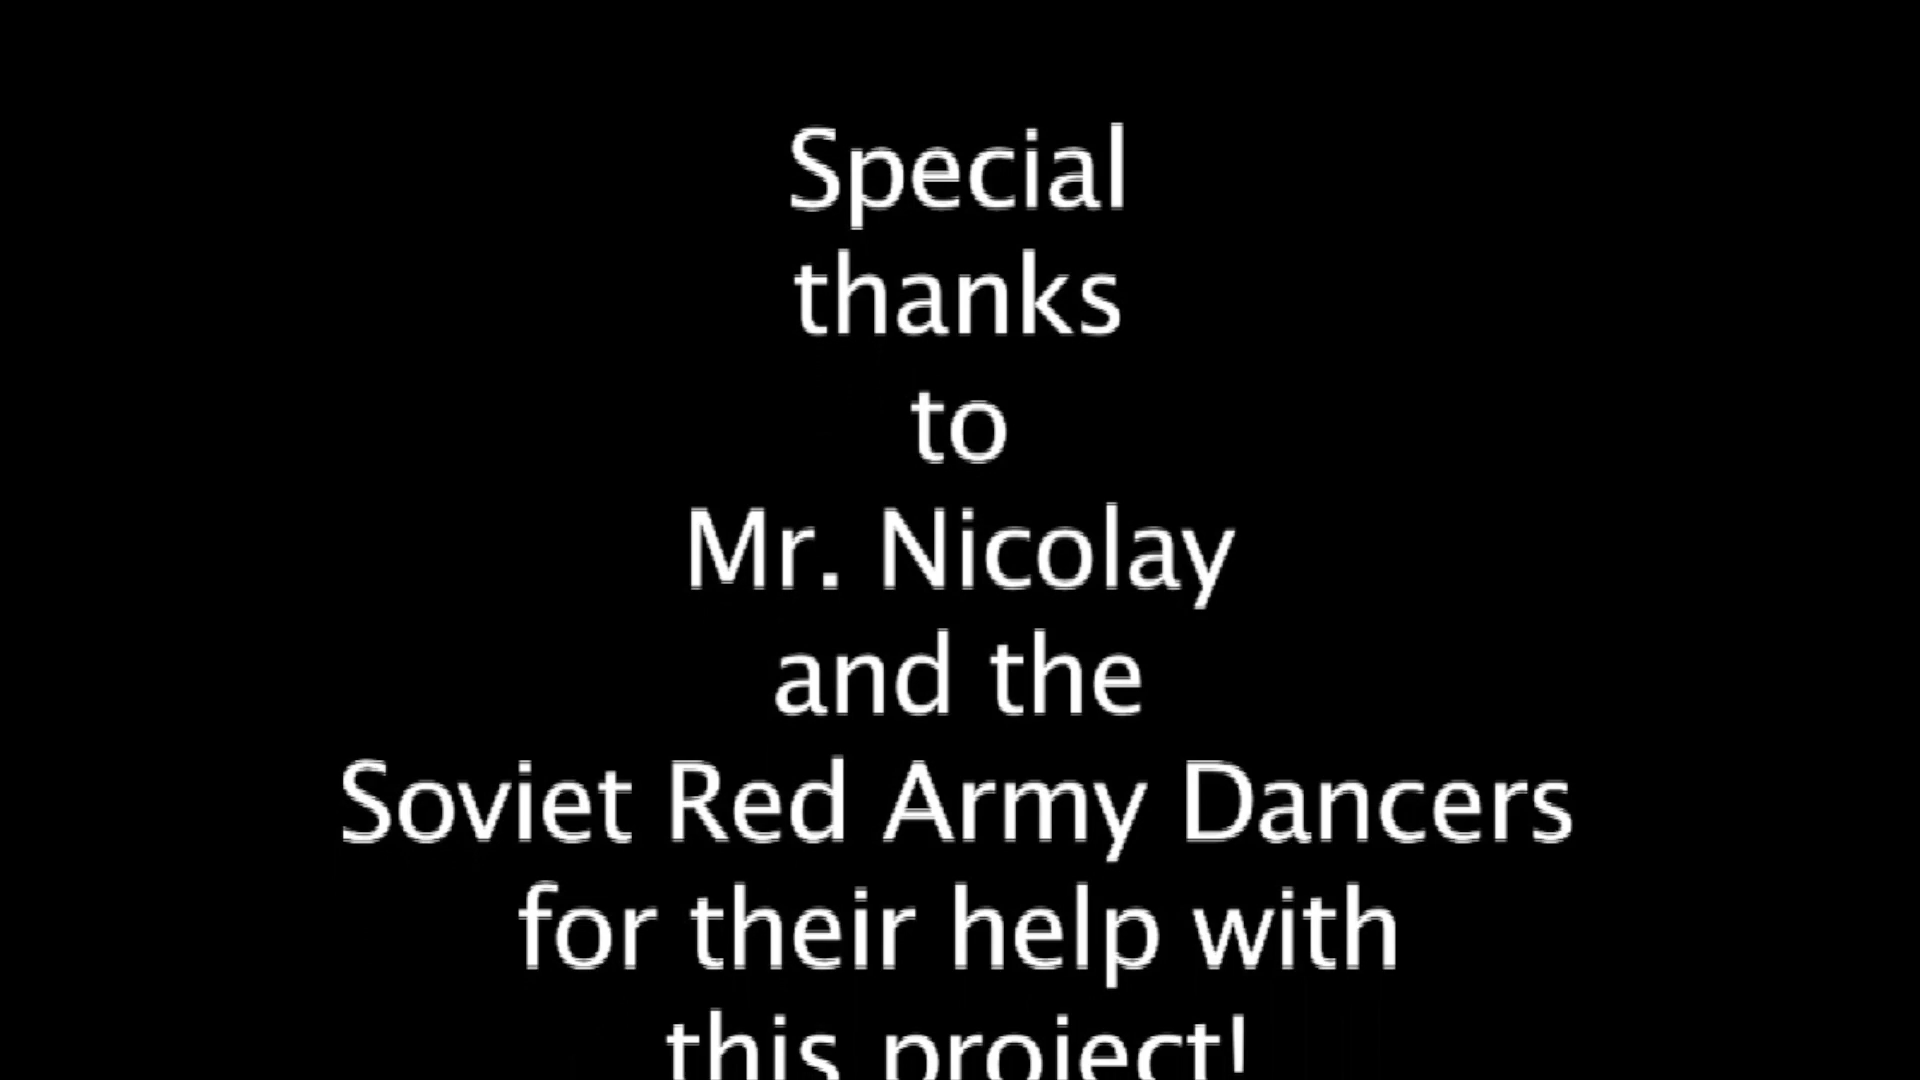 Special
thanks
to
Mr. Nicolay
and the
Soviet Red Army Dancers
for their help with
this project!